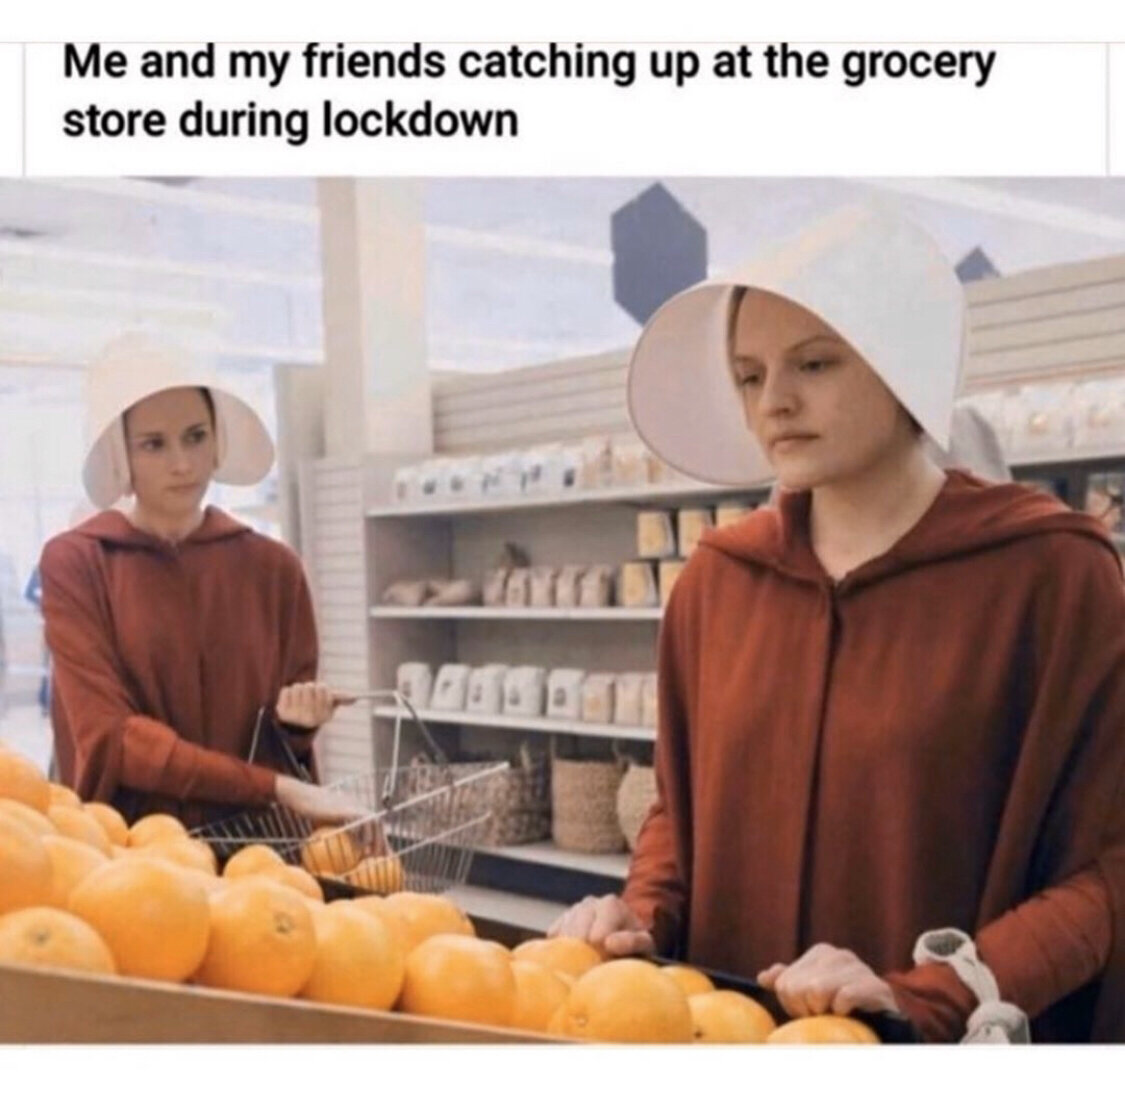 Me and my friends catching up at the grocery
store during lockdown